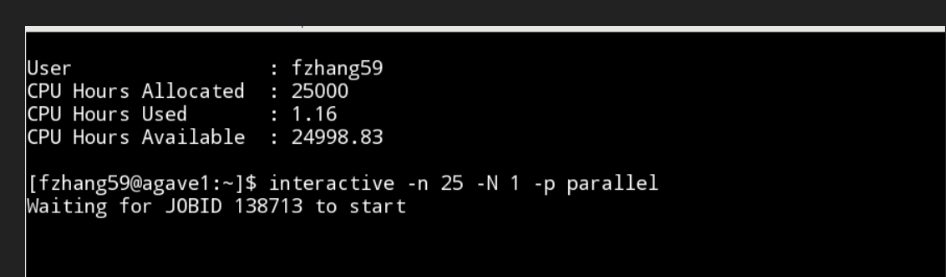 User                 : fzhang59
CPU Hours Allocated  : 25000
CPU Hours Used       : 1.16
CPU Hours Available  : 24998.83
[fzhang59@agave1:~]$ interactive -n 25 -N 1 -p parallel
Waiting for JOBID 138713 to start